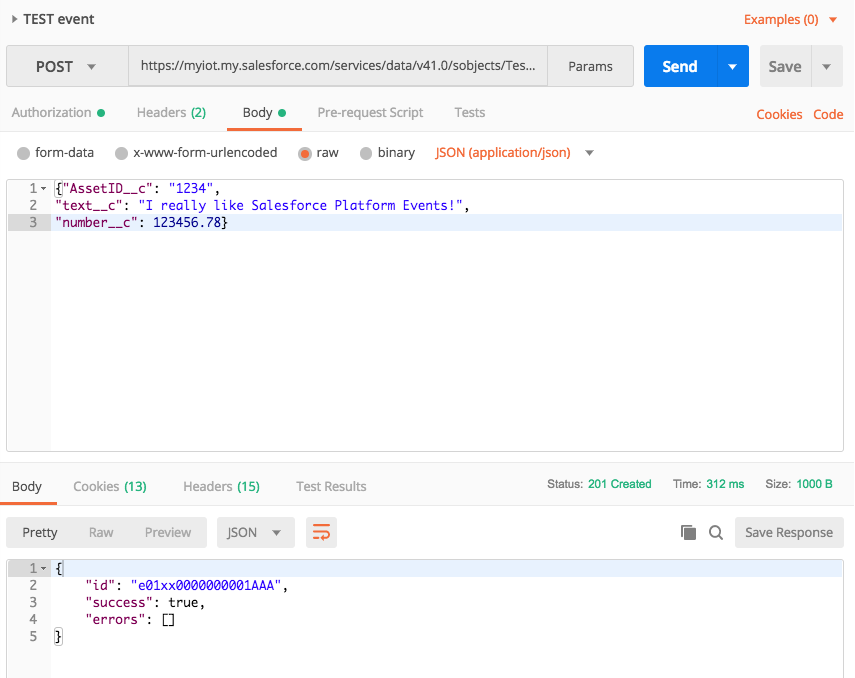 TEST event
Examples (0)
POST https://myiot.my.salesforce.com/services/data/v41.0/sobjects/Tes... Params Send Save
Authorization Headers (2) Body Pre-request Script Tests Cookies Code
form-data x-www-form-urlencoded raw binary JSON (application/json)
1 {"AssetID__c": "1234",
2 "text__c": "I really like Salesforce Platform Events!",
3 "number__c": 123456.78}
Body Cookies (13) Headers (15) Test Results Status: 201 Created Time: 312 ms Size: 1000 B
Pretty Raw Preview JSON Save Response
1 {
2 "id": "e01xx0000000001AAA",
3 "success": true,
4 "errors": []
5 }